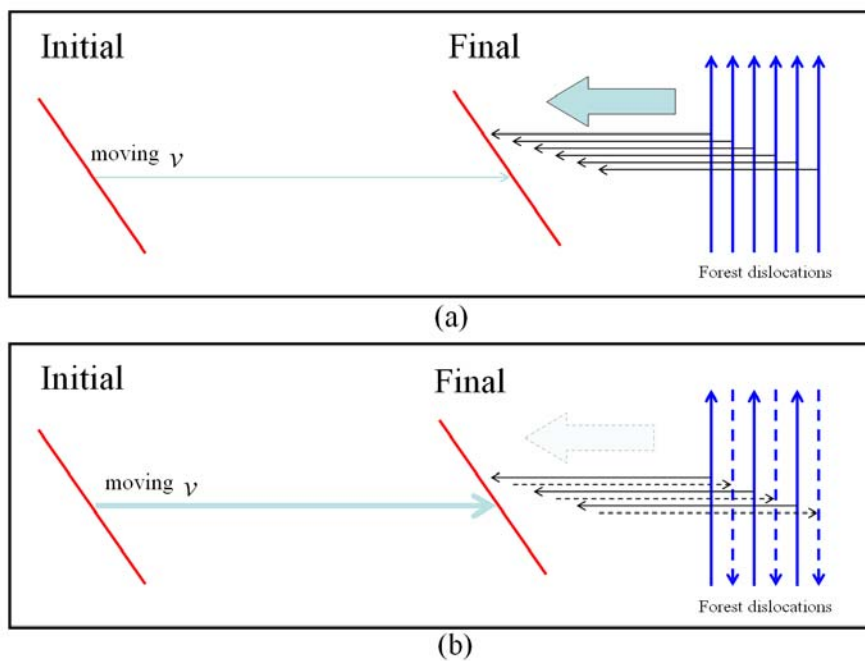 Initial
Final
moving v
Forest dislocations
(a)
Initial
Final
moving v
Forest dislocations
(b)